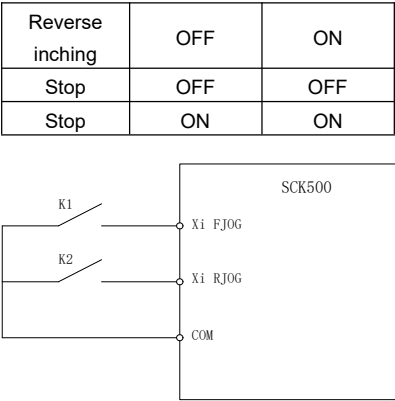 Reverse
inching OFF ON
Stop OFF OFF
Stop ON ON
SCK500
K1
Xi FJOG
K2
Xi RJOG
COM